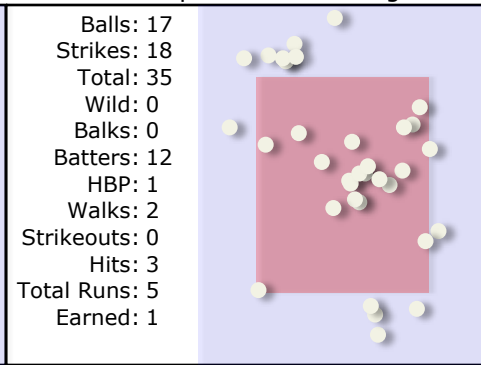 Balls: 17
Strikes: 18
Total: 35
Wild: 0
Balks: 0
Batters: 12
HBP: 1
Walks: 2
Strikeouts: 0
Hits: 3
Total Runs: 5
Earned: 1